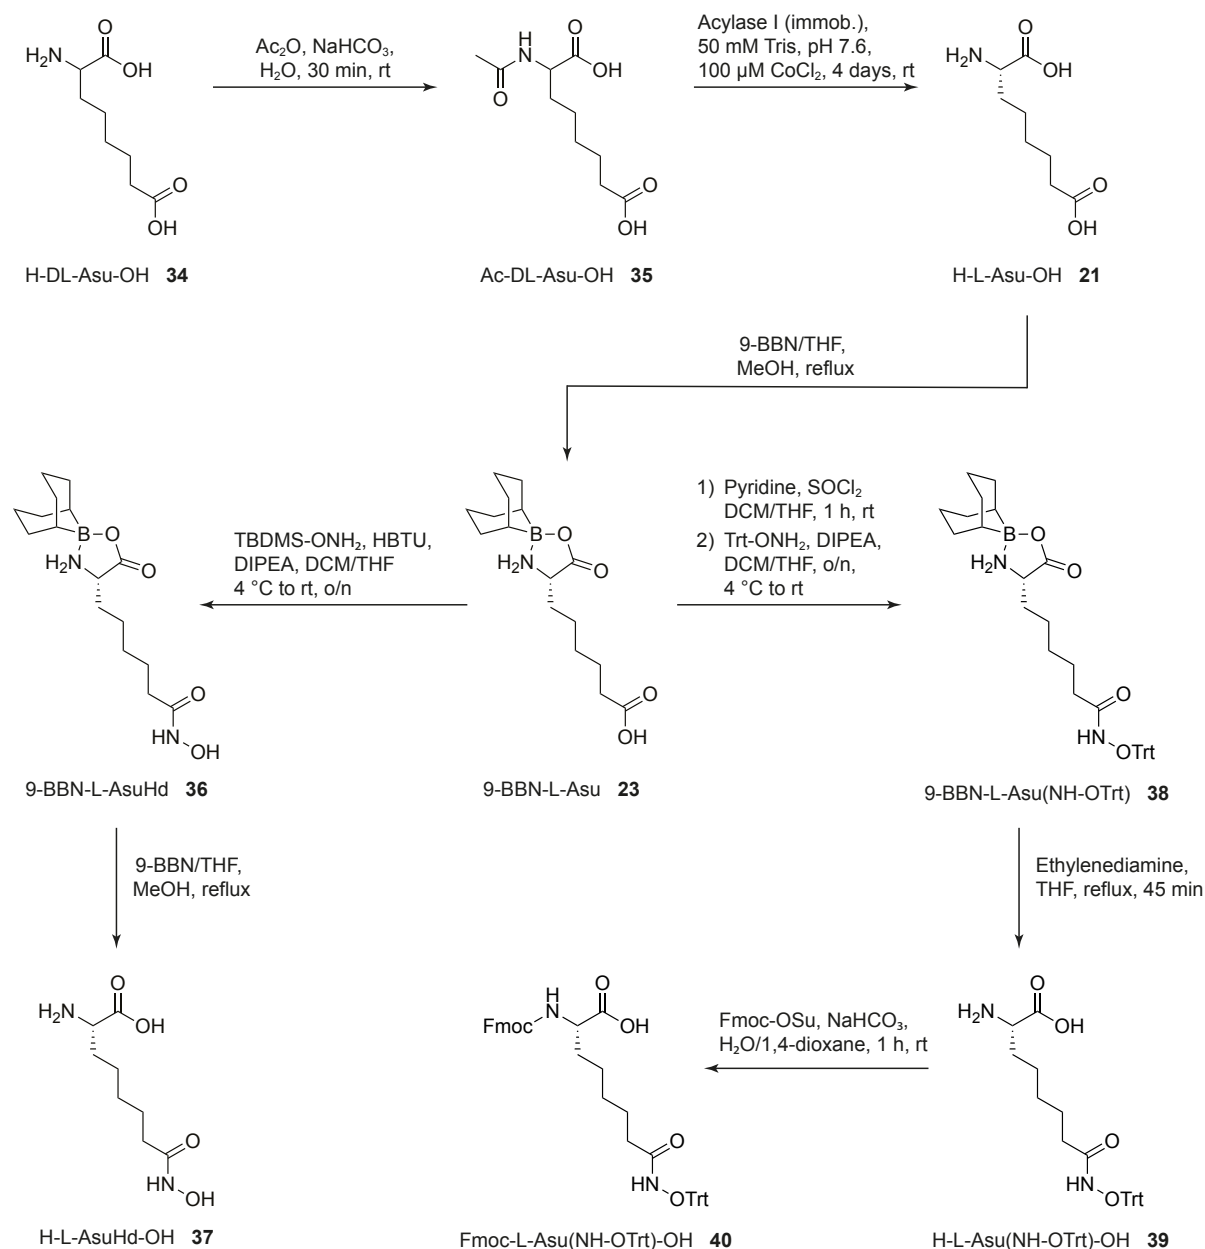 H₂N
O
OH
O
OH
H-DL-Asu-OH 34
Ac₂O, NaHCO₃,
H₂O, 30 min, rt
H
N
O
O
OH
O
OH
Ac-DL-Asu-OH 35
Acylase I (immob.),
50 mM Tris, pH 7.6,
100 µM CoCl₂, 4 days, rt
H₂N
O
OH
O
OH
H-L-Asu-OH 21
9-BBN/THF,
MeOH, reflux
B
O
H₂N
O
O
HN
OH
9-BBN-L-AsuHd 36
TBDMS-ONH₂, HBTU,
DIPEA, DCM/THF
4 °C to rt, o/n
B
O
H₂N
O
O
OH
9-BBN-L-Asu 23
1) Pyridine, SOCl₂
DCM/THF, 1 h, rt
2) Trt-ONH₂, DIPEA,
DCM/THF, o/n,
4 °C to rt
B
O
H₂N
O
O
HN
OTrt
9-BBN-L-Asu(NH-OTrt) 38
9-BBN/THF,
MeOH, reflux
Ethylenediamine,
THF, reflux, 45 min
H₂N
O
OH
O
HN
OH
H-L-AsuHd-OH 37
H
N
Fmoc
O
OH
O
HN
OTrt
Fmoc-L-Asu(NH-OTrt)-OH 40
Fmoc-OSu, NaHCO₃,
H₂O/1,4-dioxane, 1 h, rt
H₂N
O
OH
O
HN
OTrt
H-L-Asu(NH-OTrt)-OH 39